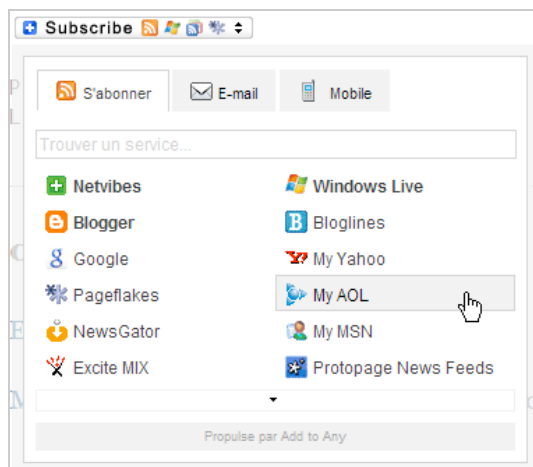 Subscribe
S'abonner E-mail Mobile
Trouver un service...
Netvibes Windows Live
Blogger Bloglines
Google My Yahoo
Pageflakes My AOL
NewsGator My MSN
Excite MIX Protopage News Feeds
Propulse par Add to Any